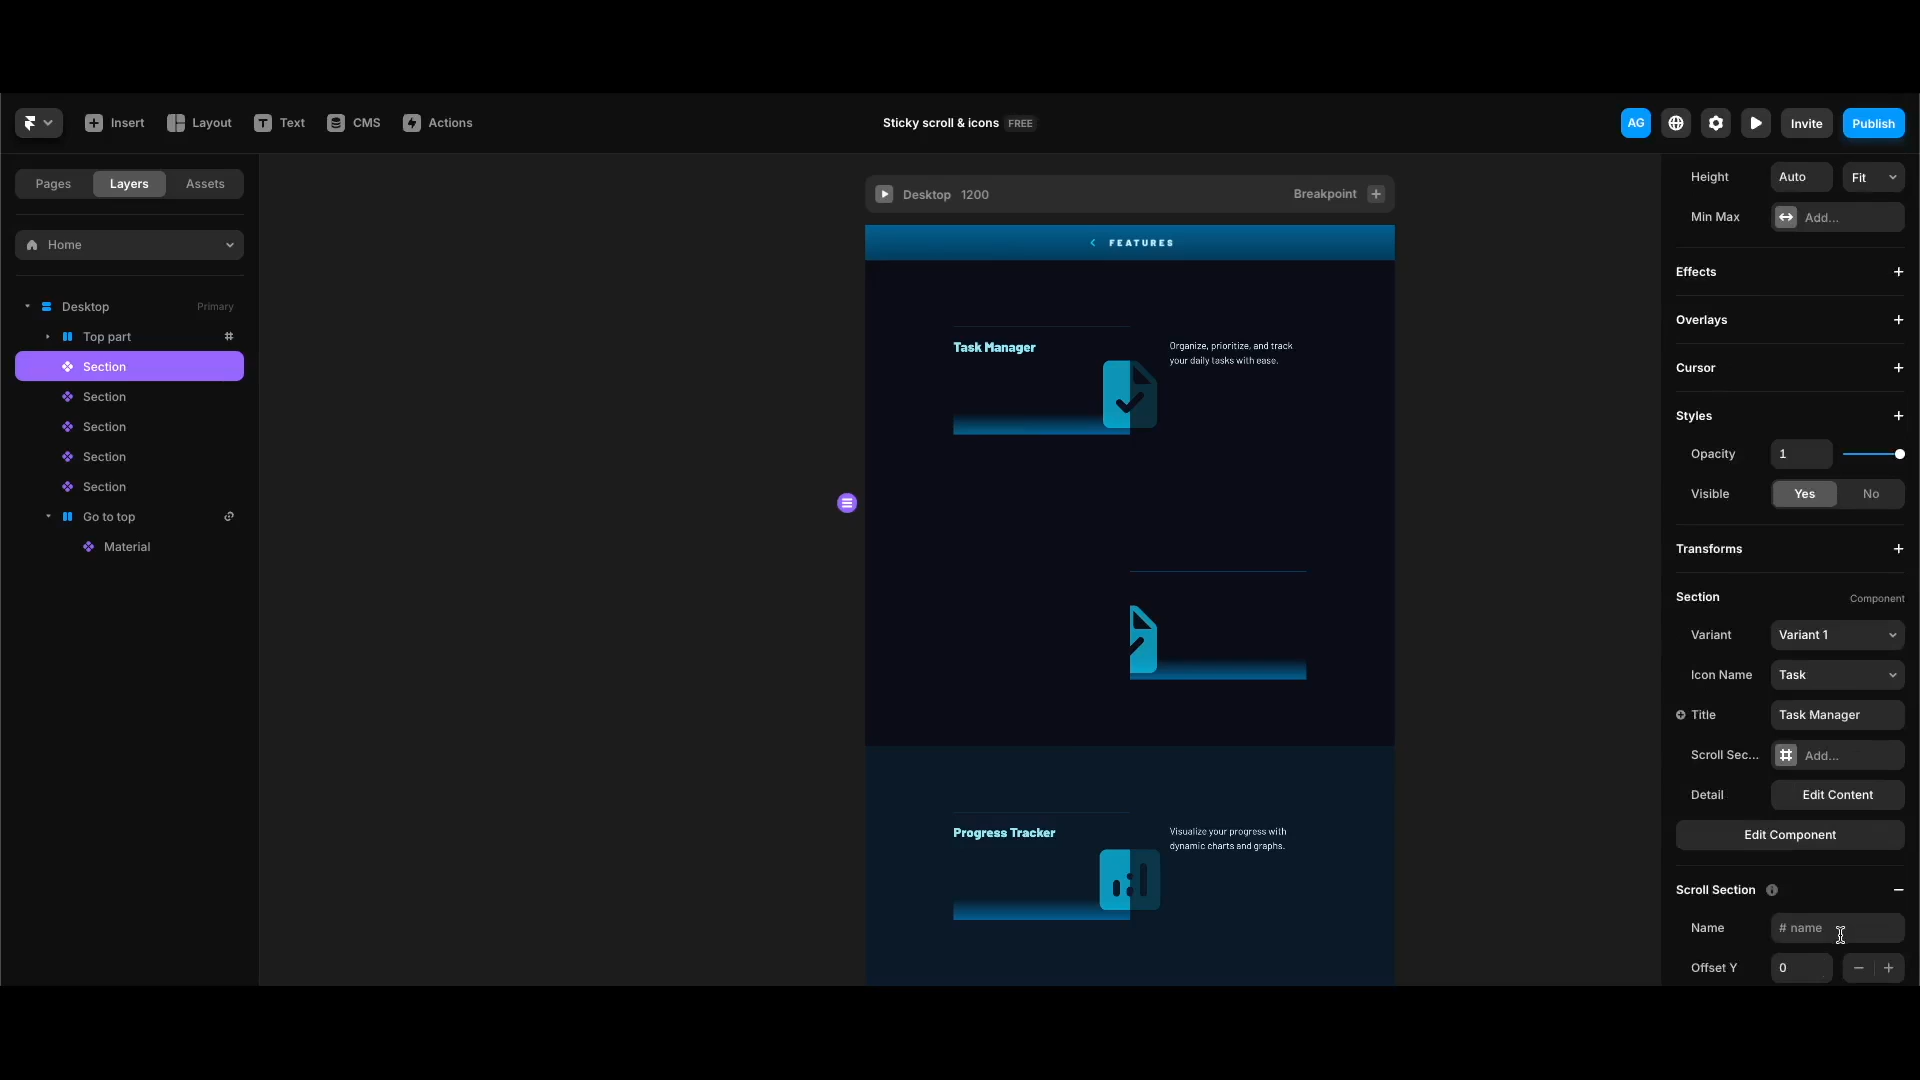 Insert
Layout
Text
CMS
Actions
Sticky scroll & icons FREE
AG
Invite
Publish
Pages
Layers
Assets
Home
Desktop Primary
Top part
Section
Section
Section
Section
Section
Go to top
Material
Desktop 1200
Breakpoint
FEATURES
Task Manager
Organize, prioritize, and track
your daily tasks with ease.
Progress Tracker
Visualize your progress with
dynamic charts and graphs.
Height Auto Fit
Min Max Add...
Effects
Overlays
Cursor
Styles
Opacity 1
Visible Yes No
Transforms
Section Component
Variant Variant 1
Icon Name Task
Title Task Manager
Scroll Sec... Add...
Detail Edit Content
Edit Component
Scroll Section
Name # name
Offset Y 0